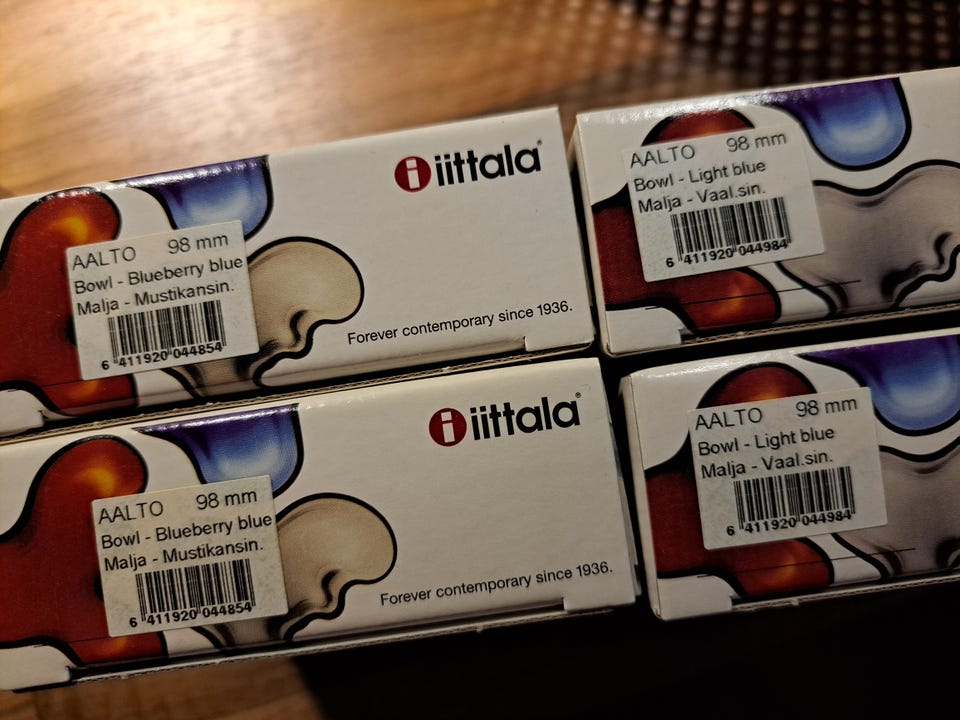 iittala
AALTO 98 mm
Bowl - Blueberry blue
Malja - Mustikansin.
6 411920 044854
Forever contemporary since 1936.
AALTO 98 mm
Bowl - Light blue
Malja - Vaal.sin.
6 411920 044984
iittala
AALTO 98 mm
Bowl - Blueberry blue
Malja - Mustikansin.
6 411920 044854
Forever contemporary since 1936.
AALTO 98 mm
Bowl - Light blue
Malja - Vaal.sin.
6 411920 044984